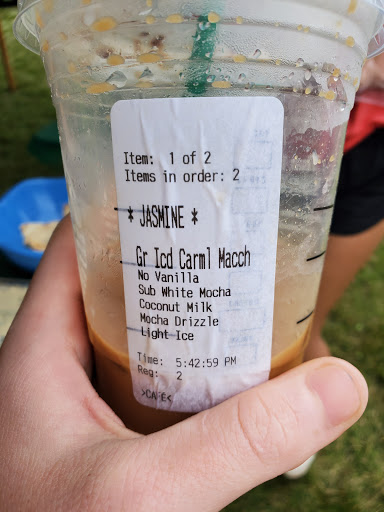 Item: 1 of 2
Items in order: 2
* JASMINE *
Gr Icd Carml Macch
No Vanilla
Sub White Mocha
Coconut Milk
Mocha Drizzle
Light Ice
Time: 5:42:59 PM
Reg: 2
>CAFE<